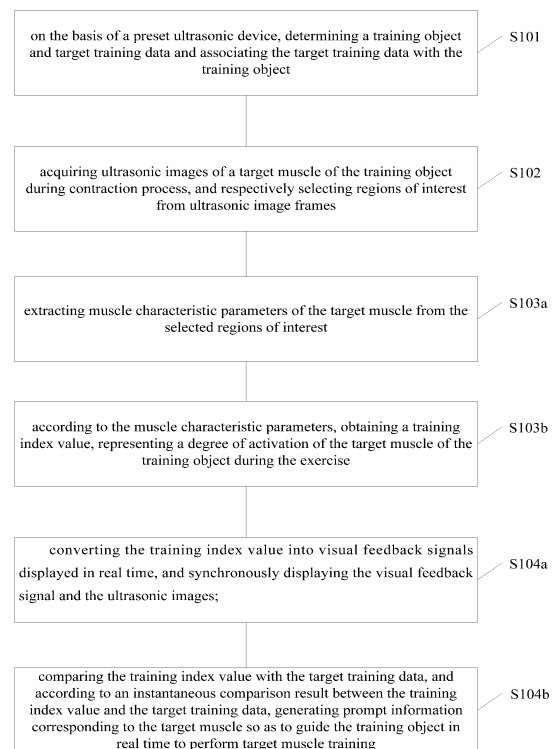 on the basis of a preset ultrasonic device, determining a training object
and target training data and associating the target training data with the
training object
S101
acquiring ultrasonic images of a target muscle of the training object
during contraction process, and respectively selecting regions of interest
from ultrasonic image frames
S102
extracting muscle characteristic parameters of the target muscle from the
selected regions of interest
S103a
according to the muscle characteristic parameters, obtaining a training
index value, representing a degree of activation of the target muscle of the
training object during the exercise
S103b
converting the training index value into visual feedback signals
displayed in real time, and synchronously displaying the visual feedback
signal and the ultrasonic images;
S104a
comparing the training index value with the target training data, and
according to an instantaneous comparison result between the training
index value and the target training data, generating prompt information
corresponding to the target muscle so as to guide the training object in
real time to perform target muscle training
S104b